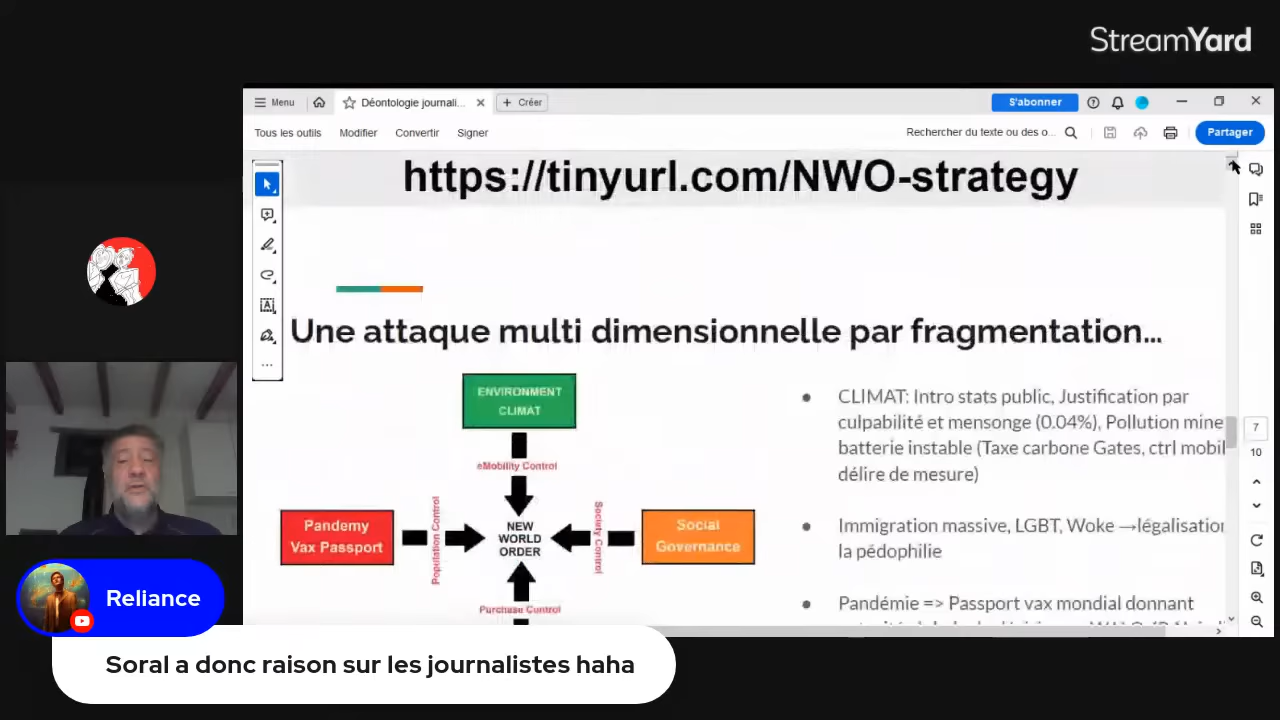 StreamYard
Menu
Déontologie journali...
Créer
S'abonner
Tous les outils
Modifier
Convertir
Signer
Rechercher du texte ou des o...
Partager
https://tinyurl.com/NWO-strategy
Une attaque multi dimensionnelle par fragmentation...
ENVIRONMENT
CLIMAT
eMobility Control
Pandemy
Vax Passport
Population Control
NEW
WORLD
ORDER
Society Control
Social
Governance
Purchase Control
CLIMAT: Intro stats public, Justification par
culpabilité et mensonge (0.04%), Pollution mine
batterie instable (Taxe carbone Gates, ctrl mobil
délire de mesure)
Immigration massive, LGBT, Woke →légalisation
la pédophilie
Pandémie => Passport vax mondial donnant
7
10
Reliance
Soral a donc raison sur les journalistes haha